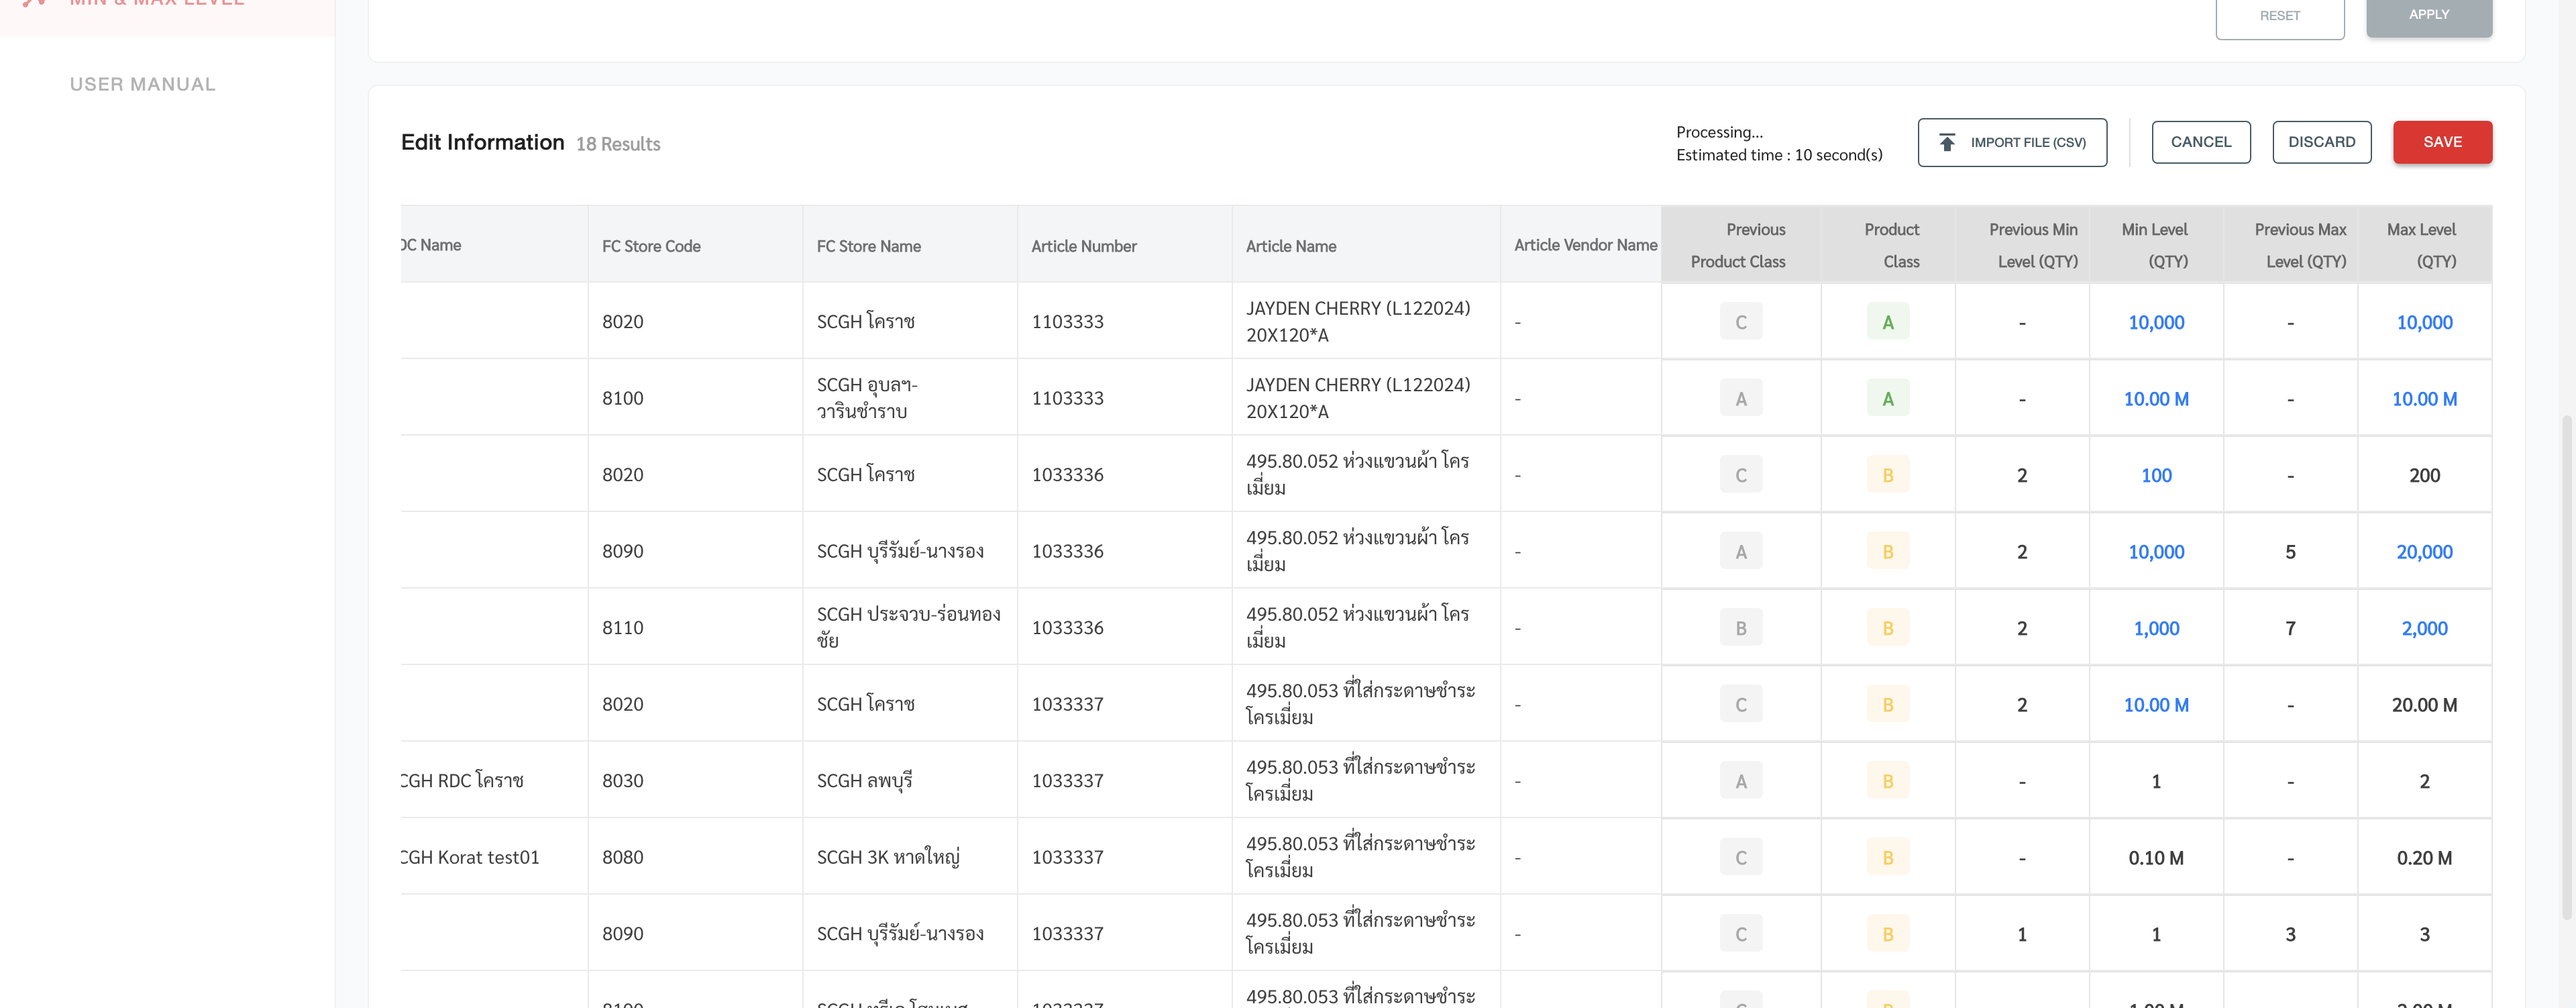 MIN & MAX LEVEL
RESET
APPLY
USER MANUAL
Edit Information 18 Results
Processing...
Estimated time : 10 second(s)
IMPORT FILE (CSV)
CANCEL
DISCARD
SAVE
DC Name
FC Store Code
FC Store Name
Article Number
Article Name
Article Vendor Name
Previous
Product Class
Product
Class
Previous Min
Level (QTY)
Min Level
(QTY)
Previous Max
Level (QTY)
Max Level
(QTY)
8020
SCGH โคราช
1103333
JAYDEN CHERRY (L122024)
20X120*A
-
C
A
-
10,000
-
10,000
8100
SCGH อุบลฯ-
วารินชำราบ
1103333
JAYDEN CHERRY (L122024)
20X120*A
-
A
A
-
10.00 M
-
10.00 M
8020
SCGH โคราช
1033336
495.80.052 ห่วงแขวนผ้า โคร
เมี่ยม
-
C
B
2
100
-
200
8090
SCGH บุรีรัมย์-นางรอง
1033336
495.80.052 ห่วงแขวนผ้า โคร
เมี่ยม
-
A
B
2
10,000
5
20,000
8110
SCGH ประจวบ-ร่อนทอง
ชัย
1033336
495.80.052 ห่วงแขวนผ้า โคร
เมี่ยม
-
B
B
2
1,000
7
2,000
8020
SCGH โคราช
1033337
495.80.053 ที่ใส่กระดาษชำระ
โครเมี่ยม
-
C
B
2
10.00 M
-
20.00 M
CGH RDC โคราช
8030
SCGH ลพบุรี
1033337
495.80.053 ที่ใส่กระดาษชำระ
โครเมี่ยม
-
A
B
-
1
-
2
CGH Korat test01
8080
SCGH 3K หาดใหญ่
1033337
495.80.053 ที่ใส่กระดาษชำระ
โครเมี่ยม
-
C
B
-
0.10 M
-
0.20 M
8090
SCGH บุรีรัมย์-นางรอง
1033337
495.80.053 ที่ใส่กระดาษชำระ
โครเมี่ยม
-
C
B
1
1
3
3
495.80.053 ที่ใส่กระดาษชำระ